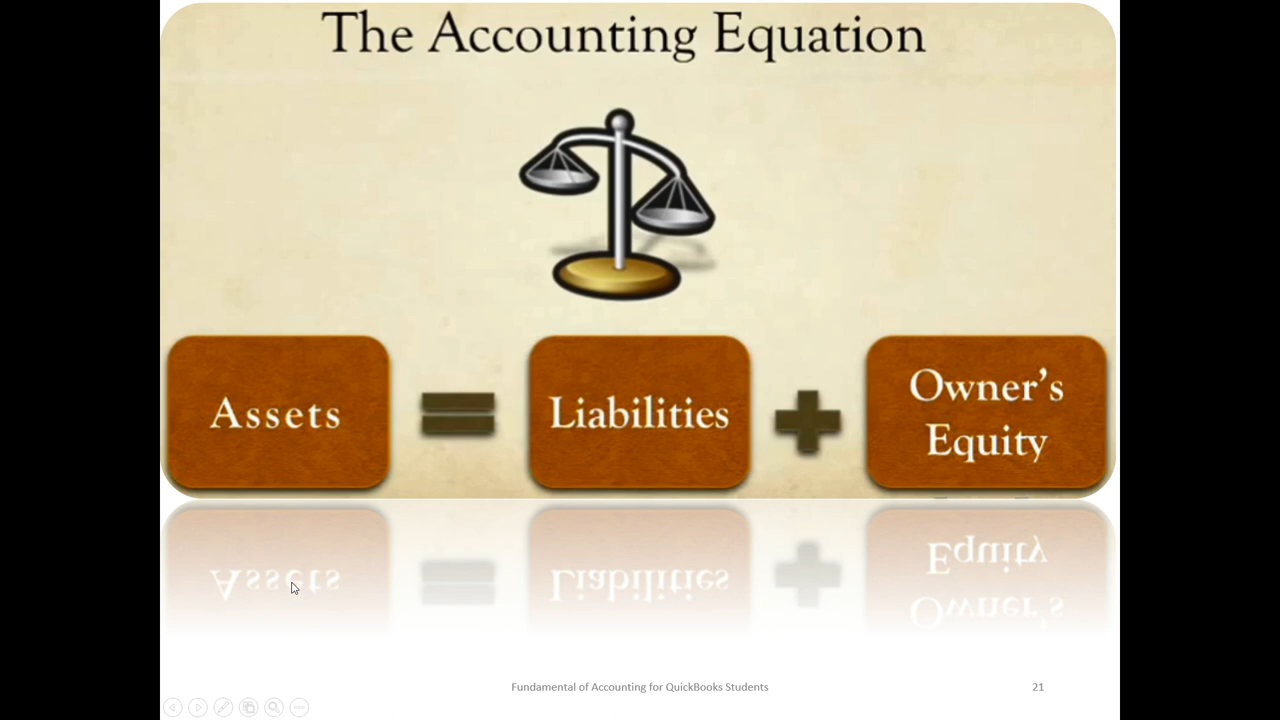 The Accounting Equation
Assets = Liabilities + Owner's
Equity
Fundamental of Accounting for QuickBooks Students
21